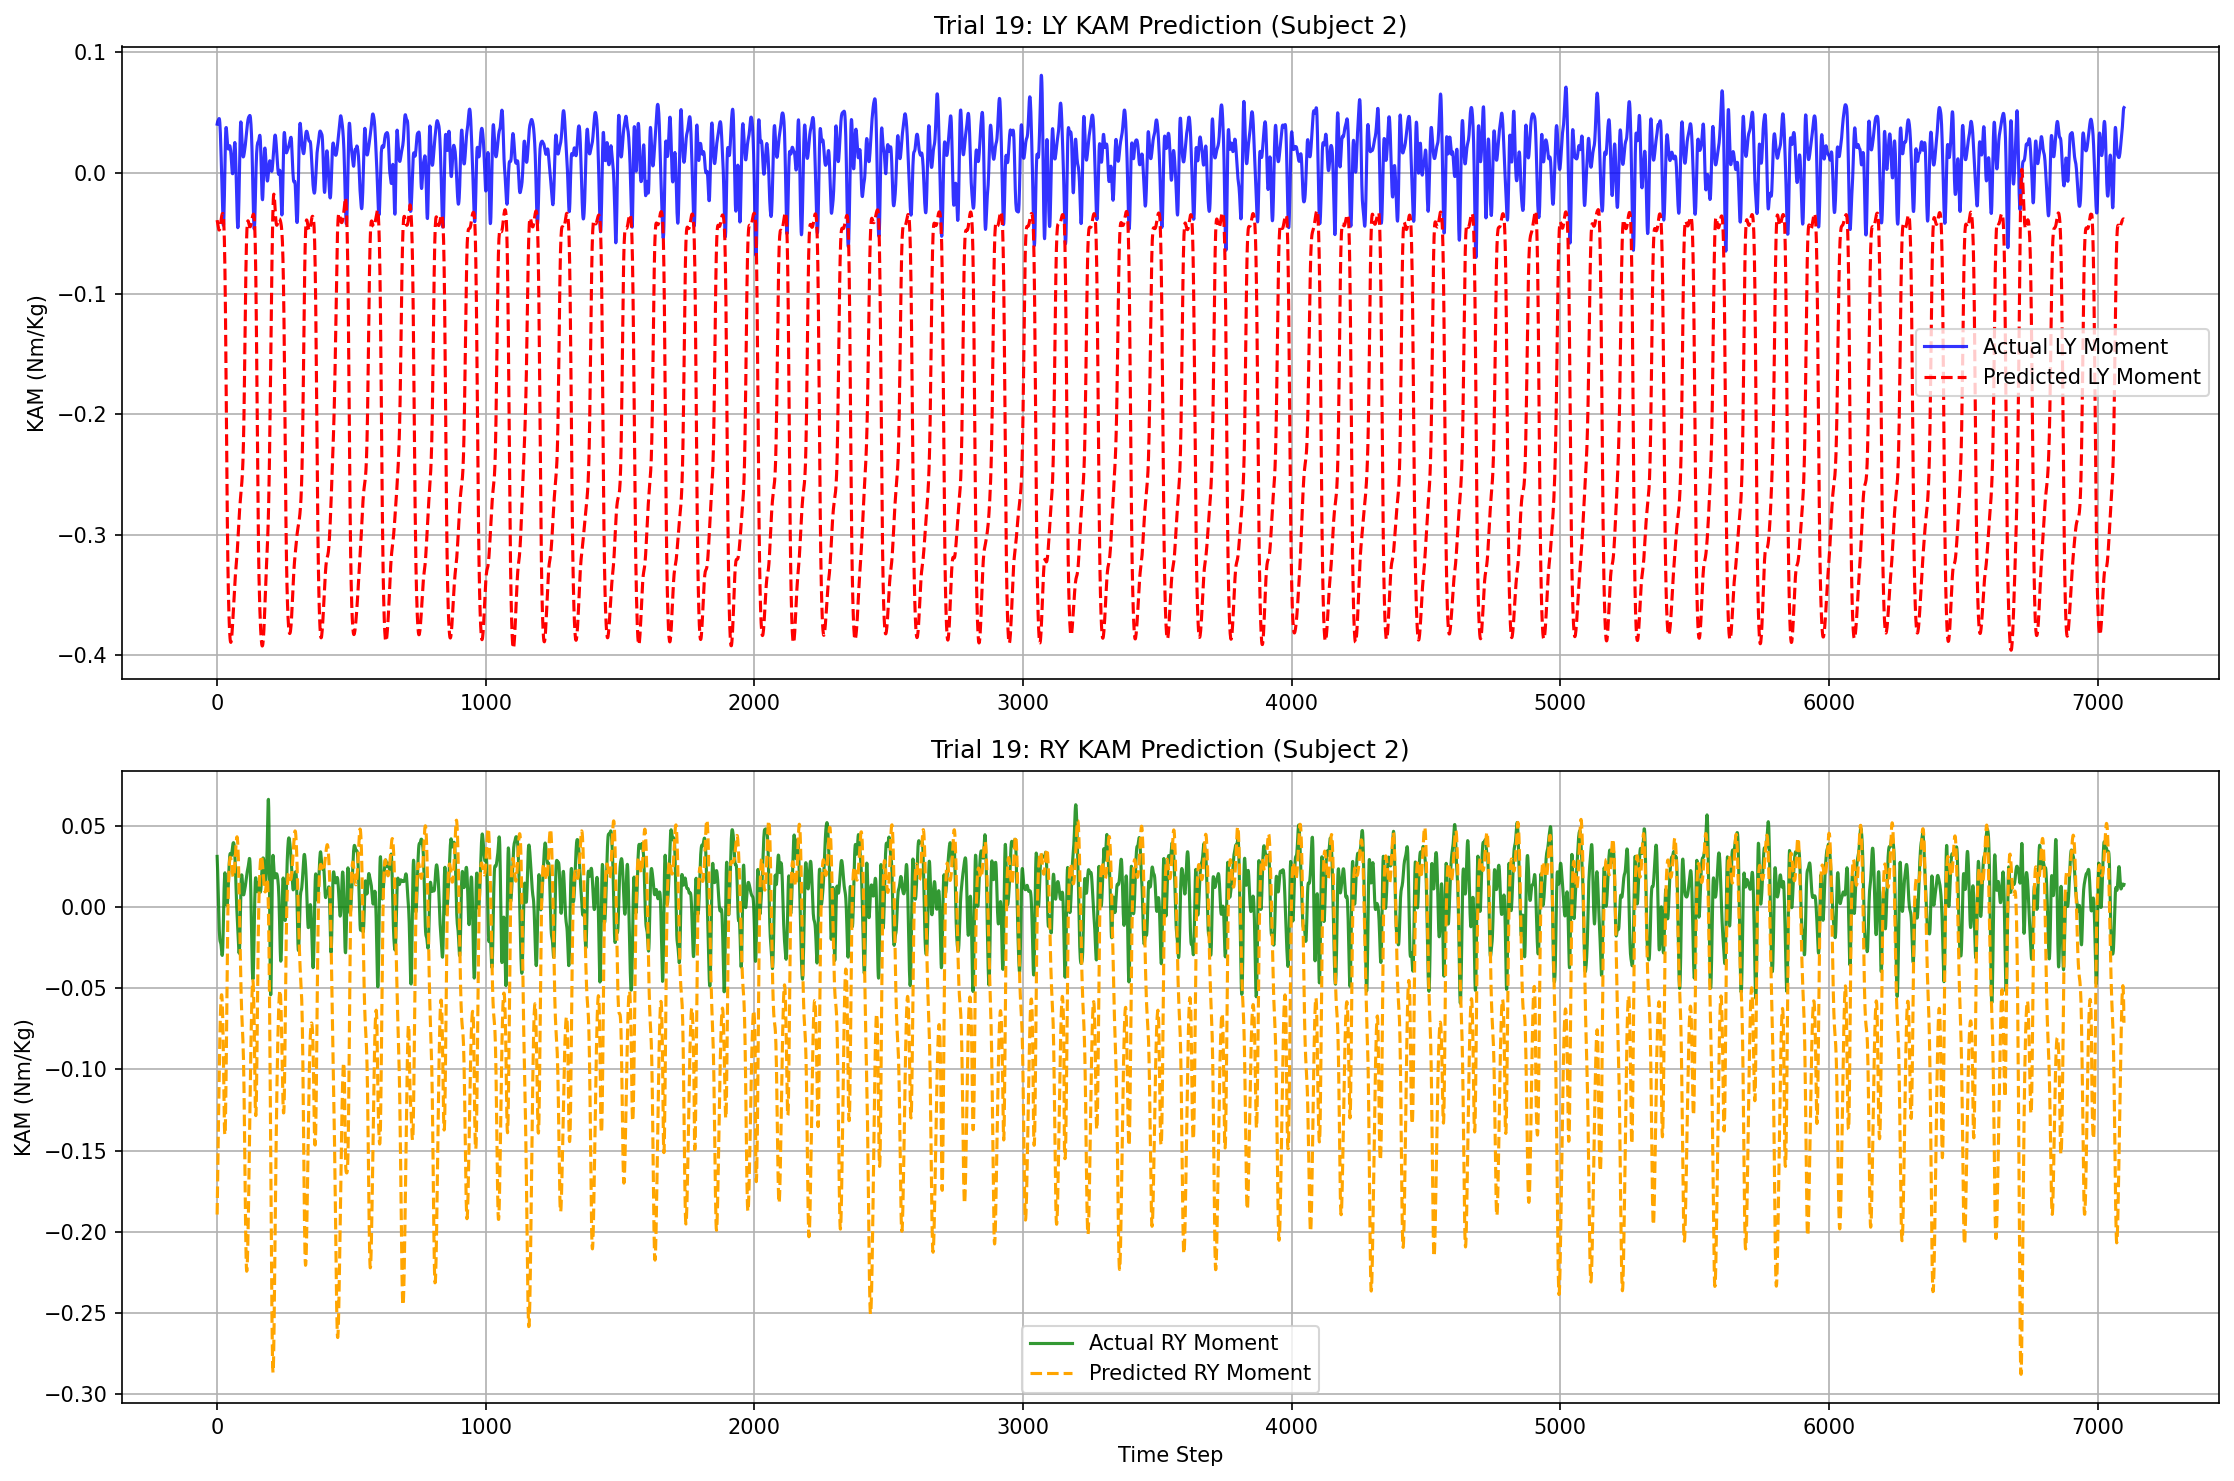 Trial 19: LY KAM Prediction (Subject 2)
0.1
0.0
−0.1
−0.2
−0.3
−0.4
KAM (Nm/Kg)
Actual LY Moment
Predicted LY Moment
0 1000 2000 3000 4000 5000 6000 7000
Trial 19: RY KAM Prediction (Subject 2)
0.05
0.00
−0.05
−0.10
−0.15
−0.20
−0.25
−0.30
KAM (Nm/Kg)
Actual RY Moment
Predicted RY Moment
0 1000 2000 3000 4000 5000 6000 7000
Time Step